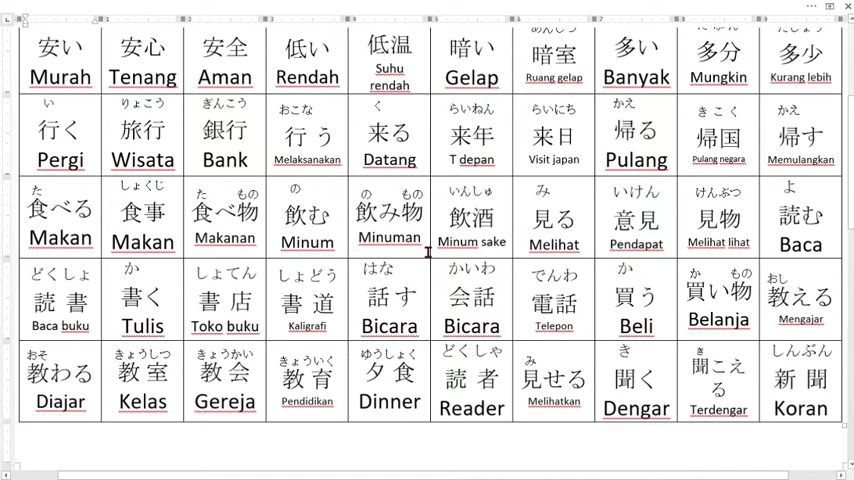 安い 安心 安全 低い 低温 暗い 暗室 多い 多分 多少
Murah Tenang Aman Rendah Suhu rendah Gelap Ruang gelap Banyak Mungkin Kurang lebih
い りょこう ぎんこう おこな く らいねん らいにち かえ きこく かえ
行く 旅行 銀行 行う 来る 来年 来日 帰る 帰国 帰す
Pergi Wisata Bank Melaksanakan Datang T depan Visit japan Pulang Pulang negara Memulangkan
た しょくじ た もの の の もの いんしゅ み いけん けんぶつ よ
食べる 食事 食べ物 飲む 飲み物 飲酒 見る 意見 見物 読む
Makan Makan Makanan Minum Minuman Minum sake Melihat Pendapat Melihat lihat Baca
どくしょ か しょてん しょどう はな かいわ でんわ か か もの おし
読書 書く 書店 書道 話す 会話 電話 買う 買い物 教える
Baca buku Tulis Toko buku Kaligrafi Bicara Bicara Telepon Beli Belanja Mengajar
おそ きょうしつ きょうかい きょういく ゆうしょく どくしゃ み き き しんぶん
教わる 教室 教会 教育 夕食 読者 見せる 聞く 聞こえる 新聞
Diajar Kelas Gereja Pendidikan Dinner Reader Melihatkan Dengar Terdengar Koran